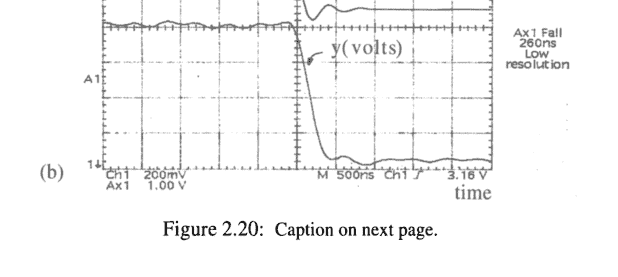 Ax1 Fall
260ns
Low
resolution
y(volts)
A1
1↓
(b)
Ch1 200mV M 500ns Ch1 ƒ 3.16 V
Ax1 1.00 V
time
Figure 2.20: Caption on next page.